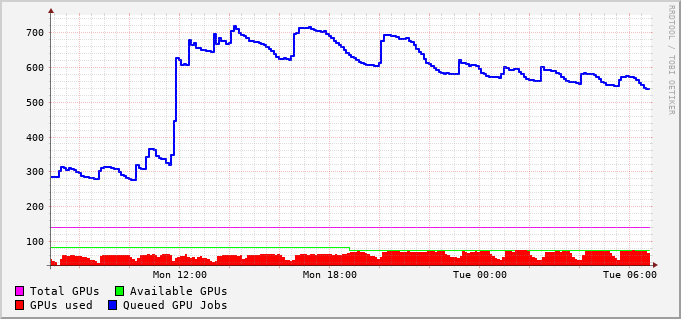 RRDTOOL / TOBI OETIKER
700
600
500
400
300
200
100
Mon 12:00 Mon 18:00 Tue 00:00 Tue 06:00
Total GPUs Available GPUs
GPUs used Queued GPU Jobs